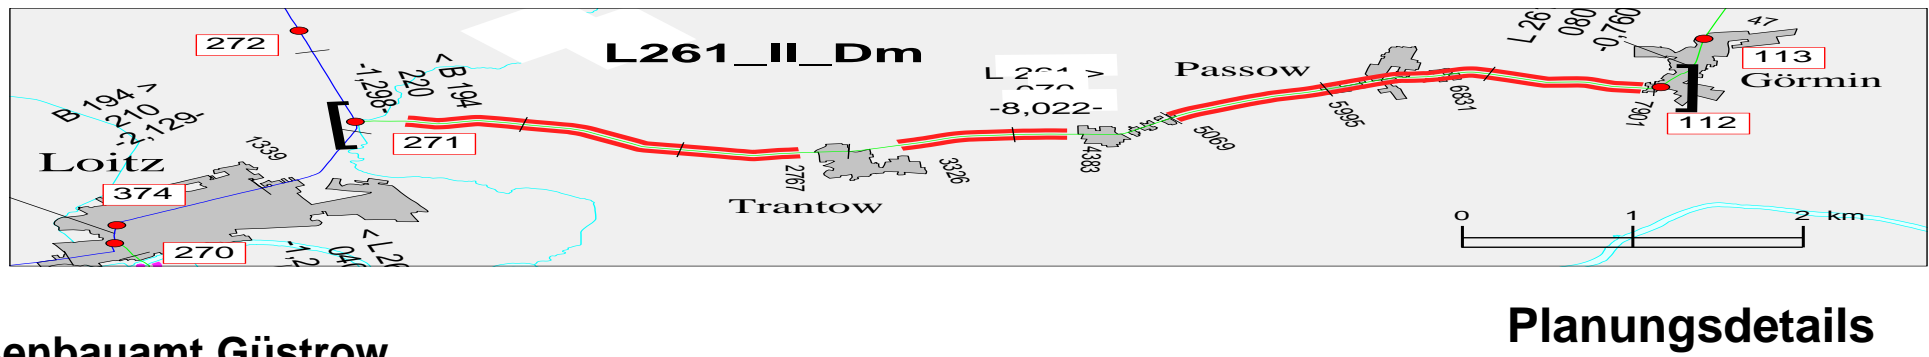 272
L261_II_Dm
< B 194
220
-1,298-
B 194 >
210
-2,129-
1339
Loitz
374
270
271
2767
Trantow
3326
-8,022-
4383
5069
Passow
5995
6831
7901
080
-0,760
47
113
Görmin
112
0 1 2 km
Planungsdetails
Güstrow